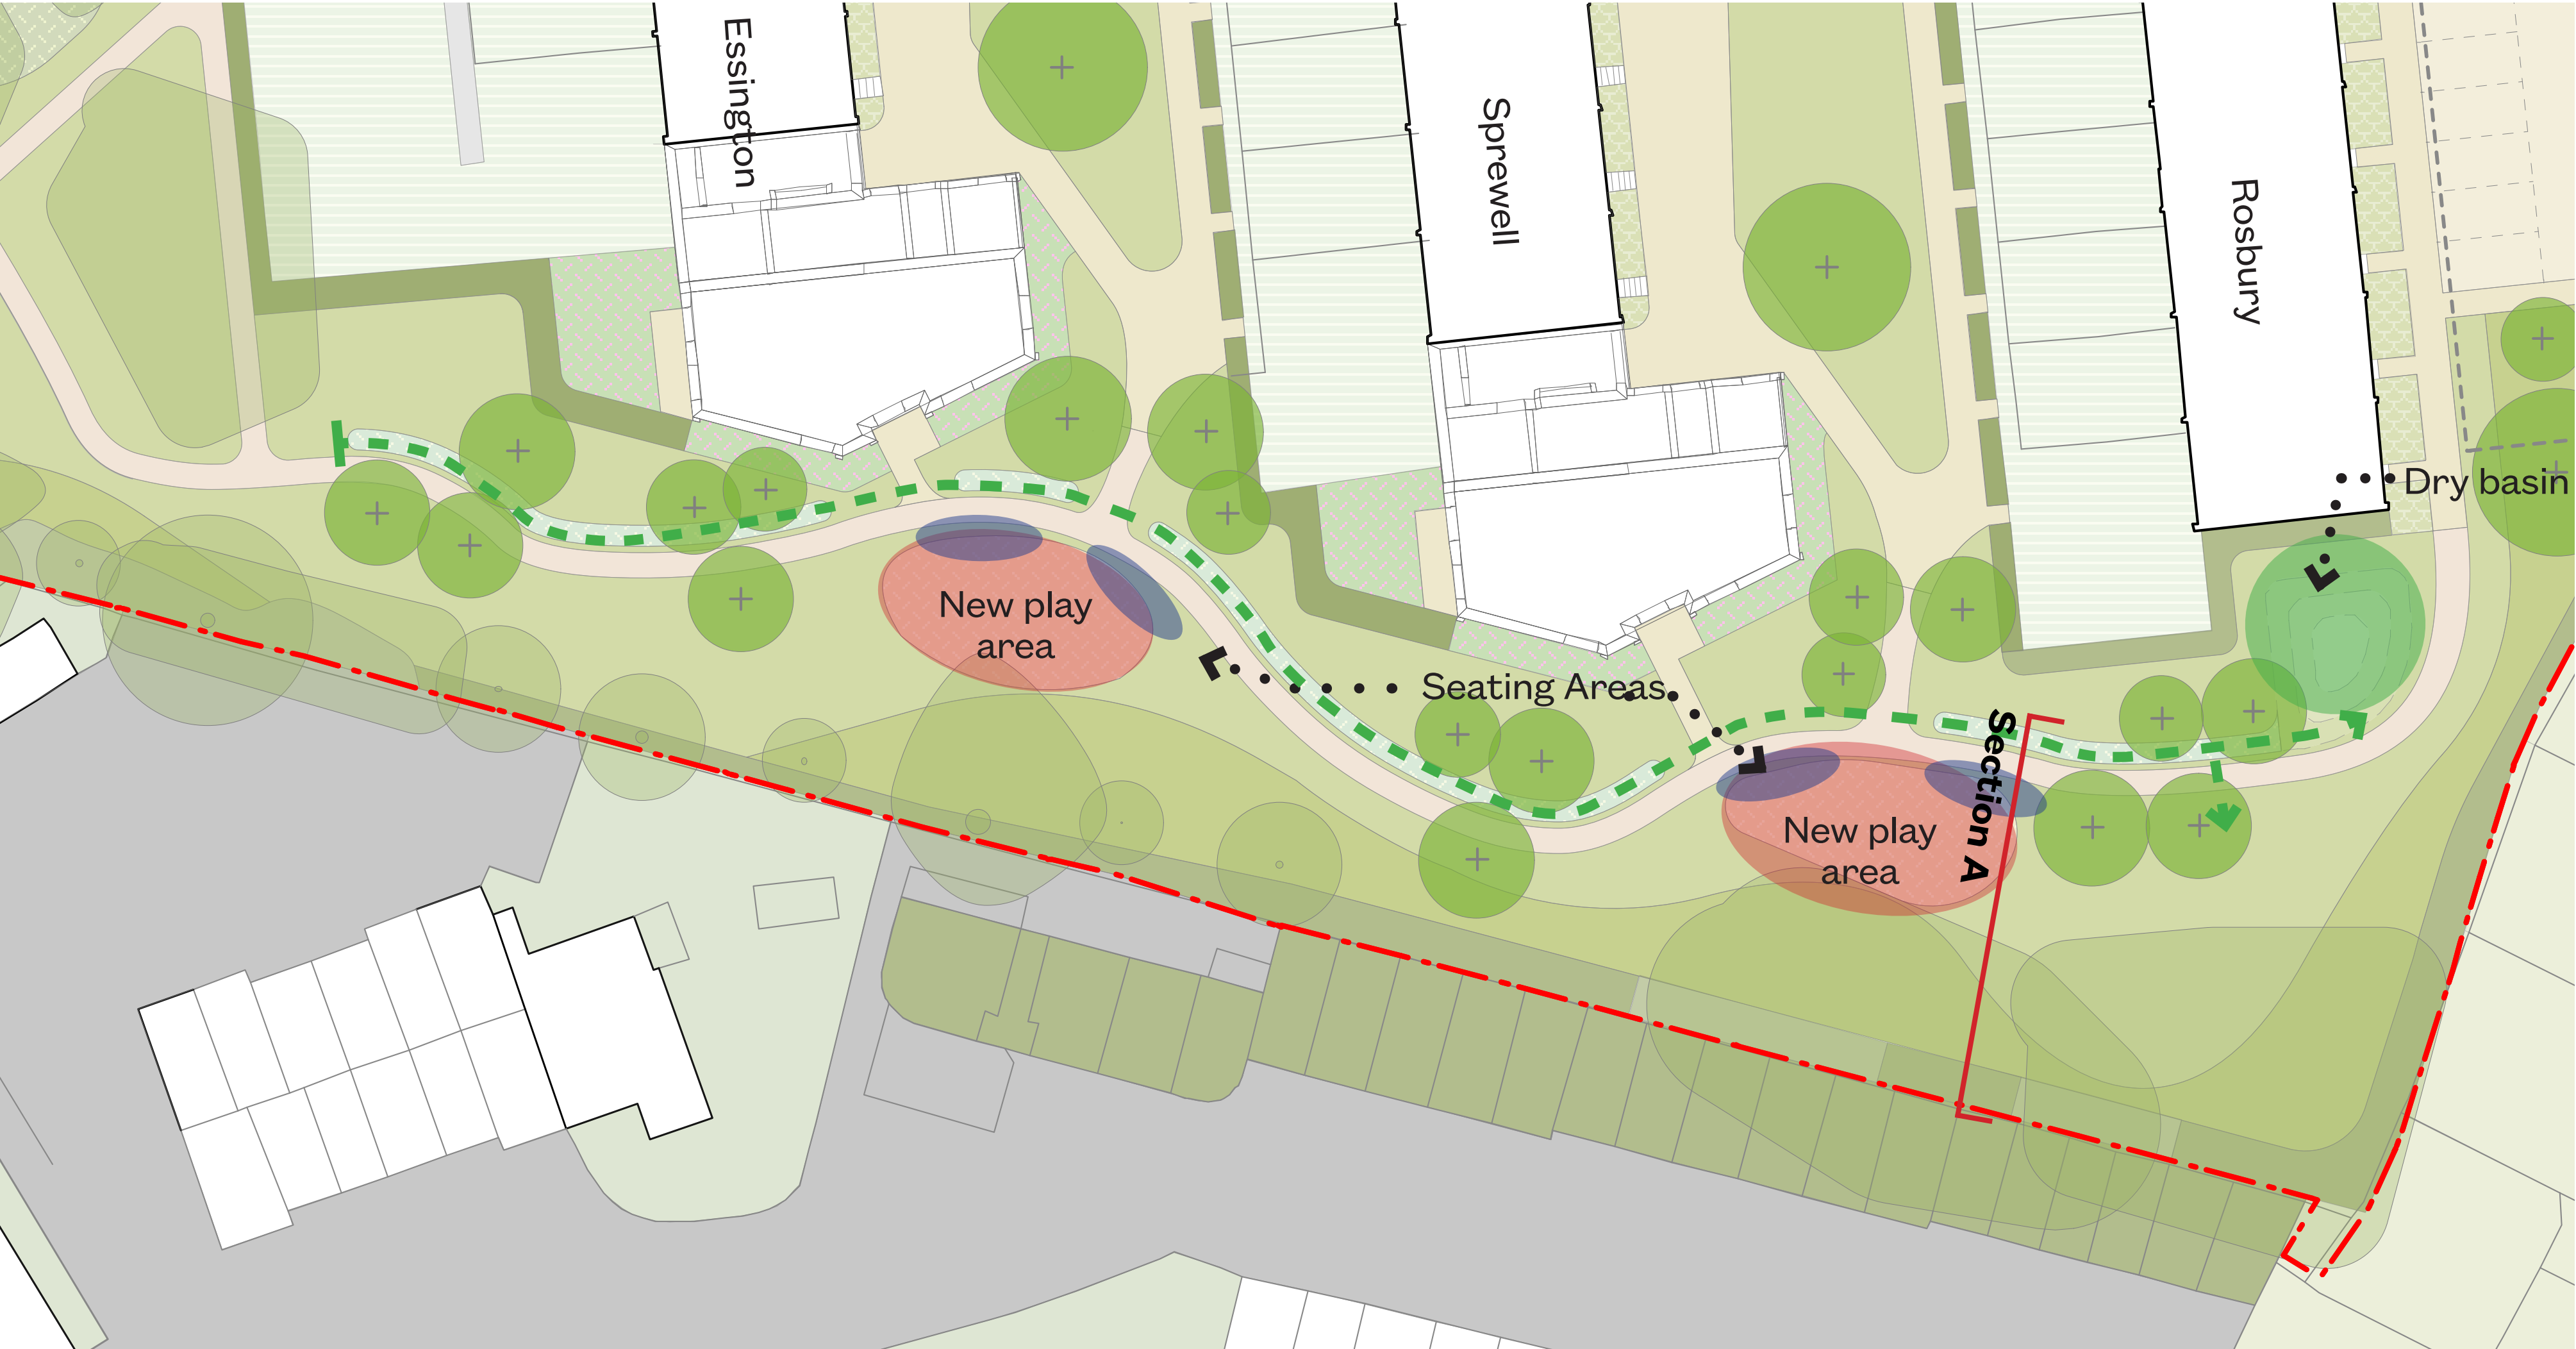 Essington
Sprewell
Rosbury
Dry basin
New play
area
Seating Areas
Section A
New play
area